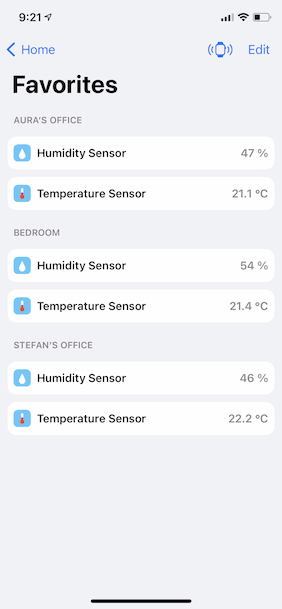 9:21
Home
Edit
Favorites
AURA'S OFFICE
Humidity Sensor 47 %
Temperature Sensor 21.1 °C
BEDROOM
Humidity Sensor 54 %
Temperature Sensor 21.4 °C
STEFAN'S OFFICE
Humidity Sensor 46 %
Temperature Sensor 22.2 °C